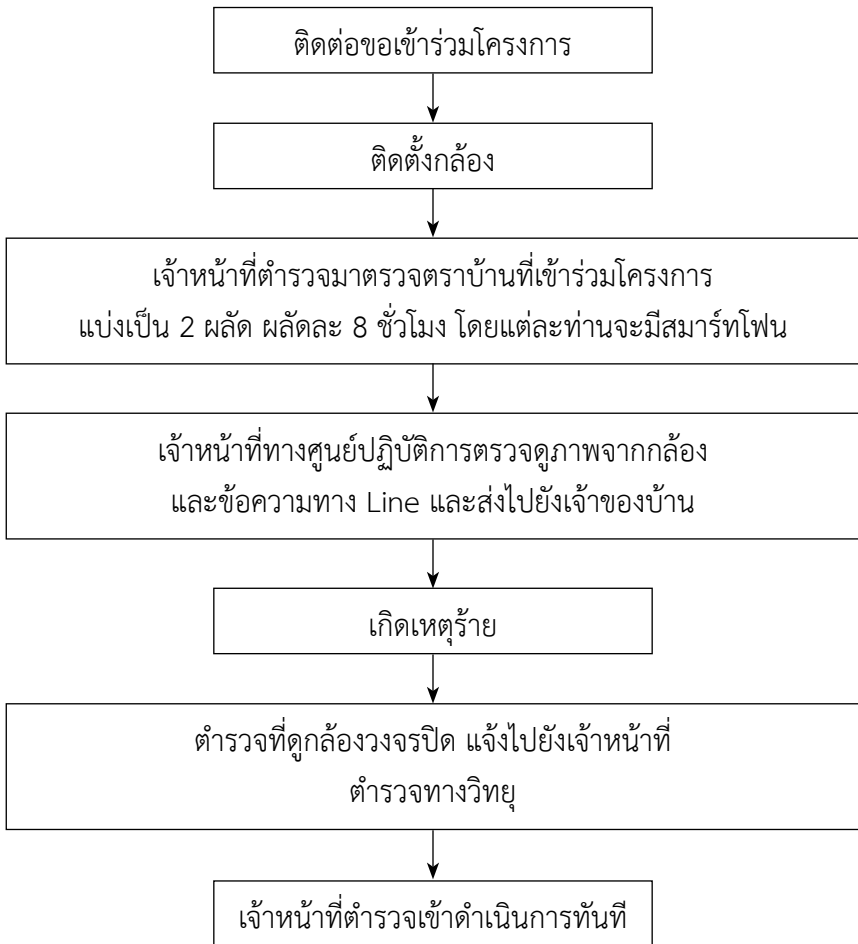 ติดต่อขอเข้าร่วมโครงการ
ติดตั้งกล้อง
เจ้าหน้าที่ตำรวจมาตรวจตราบ้านที่เข้าร่วมโครงการ
แบ่งเป็น 2 ผลัด ผลัดละ 8 ชั่วโมง โดยแต่ละท่านจะมีสมาร์ทโฟน
เจ้าหน้าที่ทางศูนย์ปฏิบัติการตรวจดูภาพจากกล้อง
และข้อความทาง Line และส่งไปยังเจ้าของบ้าน
เกิดเหตุร้าย
ตำรวจที่ดูกล้องวงจรปิด แจ้งไปยังเจ้าหน้าที่
ตำรวจทางวิทยุ
เจ้าหน้าที่ตำรวจเข้าดำเนินการทันที